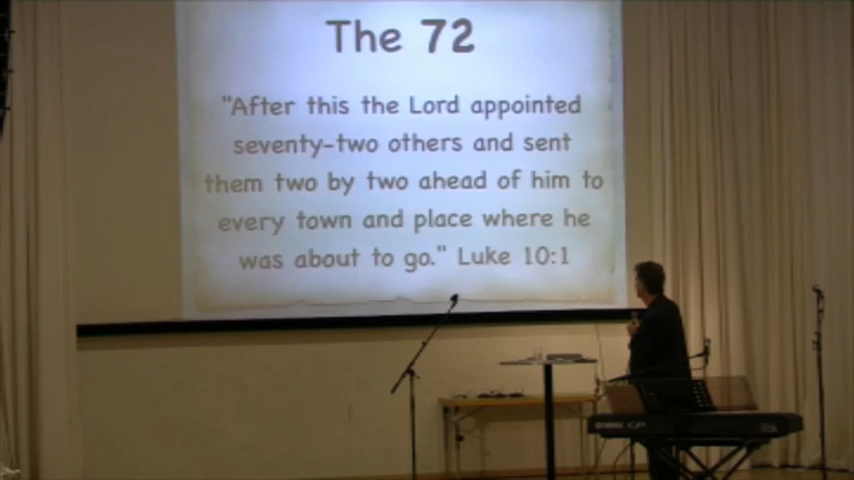 The 72
"After this the Lord appointed
seventy-two others and sent
them two by two ahead of him to
every town and place where he
was about to go." Luke 10:1
YAMAHA